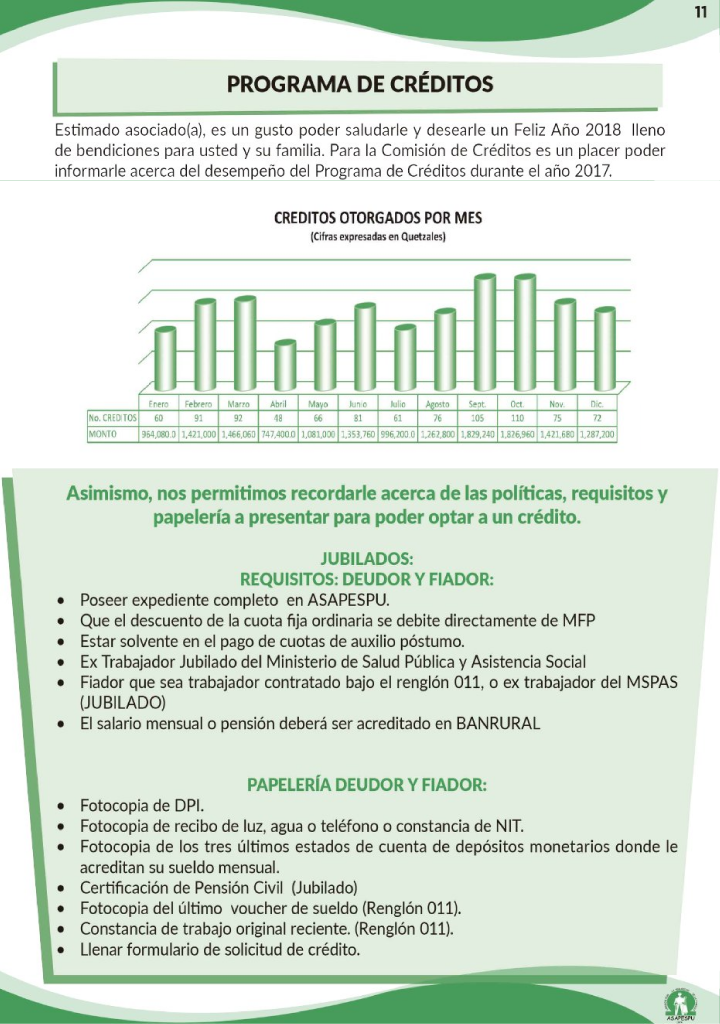 11
PROGRAMA DE CRÉDITOS
Estimado asociado(a), es un gusto poder saludarle y desearle un Feliz Año 2018 lleno
de bendiciones para usted y su familia. Para la Comisión de Créditos es un placer poder
informarle acerca del desempeño del Programa de Créditos durante el año 2017.
CREDITOS OTORGADOS POR MES
(Cifras expresadas en Quetzales)
Enero Febrero Marzo Abril Mayo Junio Julio Agosto Sept. Oct. Nov. Dic.
No. CREDITOS 60 91 92 48 66 81 61 76 105 110 75 72
MONTO 964,080.0 1,421,000 1,466,060 747,400.0 1,081,000 1,353,760 996,200.0 1,262,800 1,829,240 1,826,960 1,421,680 1,287,200
Asimismo, nos permitimos recordarle acerca de las políticas, requisitos y
papelería a presentar para poder optar a un crédito.
JUBILADOS:
REQUISITOS: DEUDOR Y FIADOR:
• Poseer expediente completo en ASAPESPU.
• Que el descuento de la cuota fija ordinaria se debite directamente de MFP
• Estar solvente en el pago de cuotas de auxilio póstumo.
• Ex Trabajador Jubilado del Ministerio de Salud Pública y Asistencia Social
• Fiador que sea trabajador contratado bajo el renglón 011, o ex trabajador del MSPAS
(JUBILADO)
• El salario mensual o pensión deberá ser acreditado en BANRURAL
PAPELERÍA DEUDOR Y FIADOR:
• Fotocopia de DPI.
• Fotocopia de recibo de luz, agua o teléfono o constancia de NIT.
• Fotocopia de los tres últimos estados de cuenta de depósitos monetarios donde le
acreditan su sueldo mensual.
• Certificación de Pensión Civil (Jubilado)
• Fotocopia del último voucher de sueldo (Renglón 011).
• Constancia de trabajo original reciente. (Renglón 011).
• Llenar formulario de solicitud de crédito.
ASAPESPU